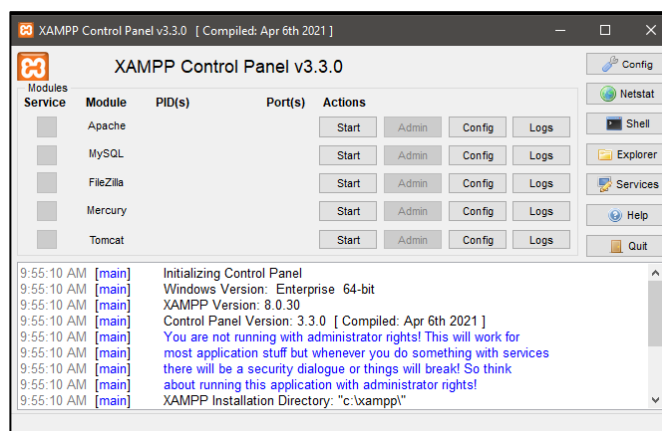 XAMPP Control Panel v3.3.0 [ Compiled: Apr 6th 2021 ]
XAMPP Control Panel v3.3.0
Config
Netstat
Shell
Explorer
Services
Help
Quit
Modules
Service Module PID(s) Port(s) Actions
Apache Start Admin Config Logs
MySQL Start Admin Config Logs
FileZilla Start Admin Config Logs
Mercury Start Admin Config Logs
Tomcat Start Admin Config Logs
9:55:10 AM [main] Initializing Control Panel
9:55:10 AM [main] Windows Version: Enterprise 64-bit
9:55:10 AM [main] XAMPP Version: 8.0.30
9:55:10 AM [main] Control Panel Version: 3.3.0 [ Compiled: Apr 6th 2021 ]
9:55:10 AM [main] You are not running with administrator rights! This will work for
9:55:10 AM [main] most application stuff but whenever you do something with services
9:55:10 AM [main] there will be a security dialogue or things will break! So think
9:55:10 AM [main] about running this application with administrator rights!
9:55:10 AM [main] XAMPP Installation Directory: "c:\xampp\"